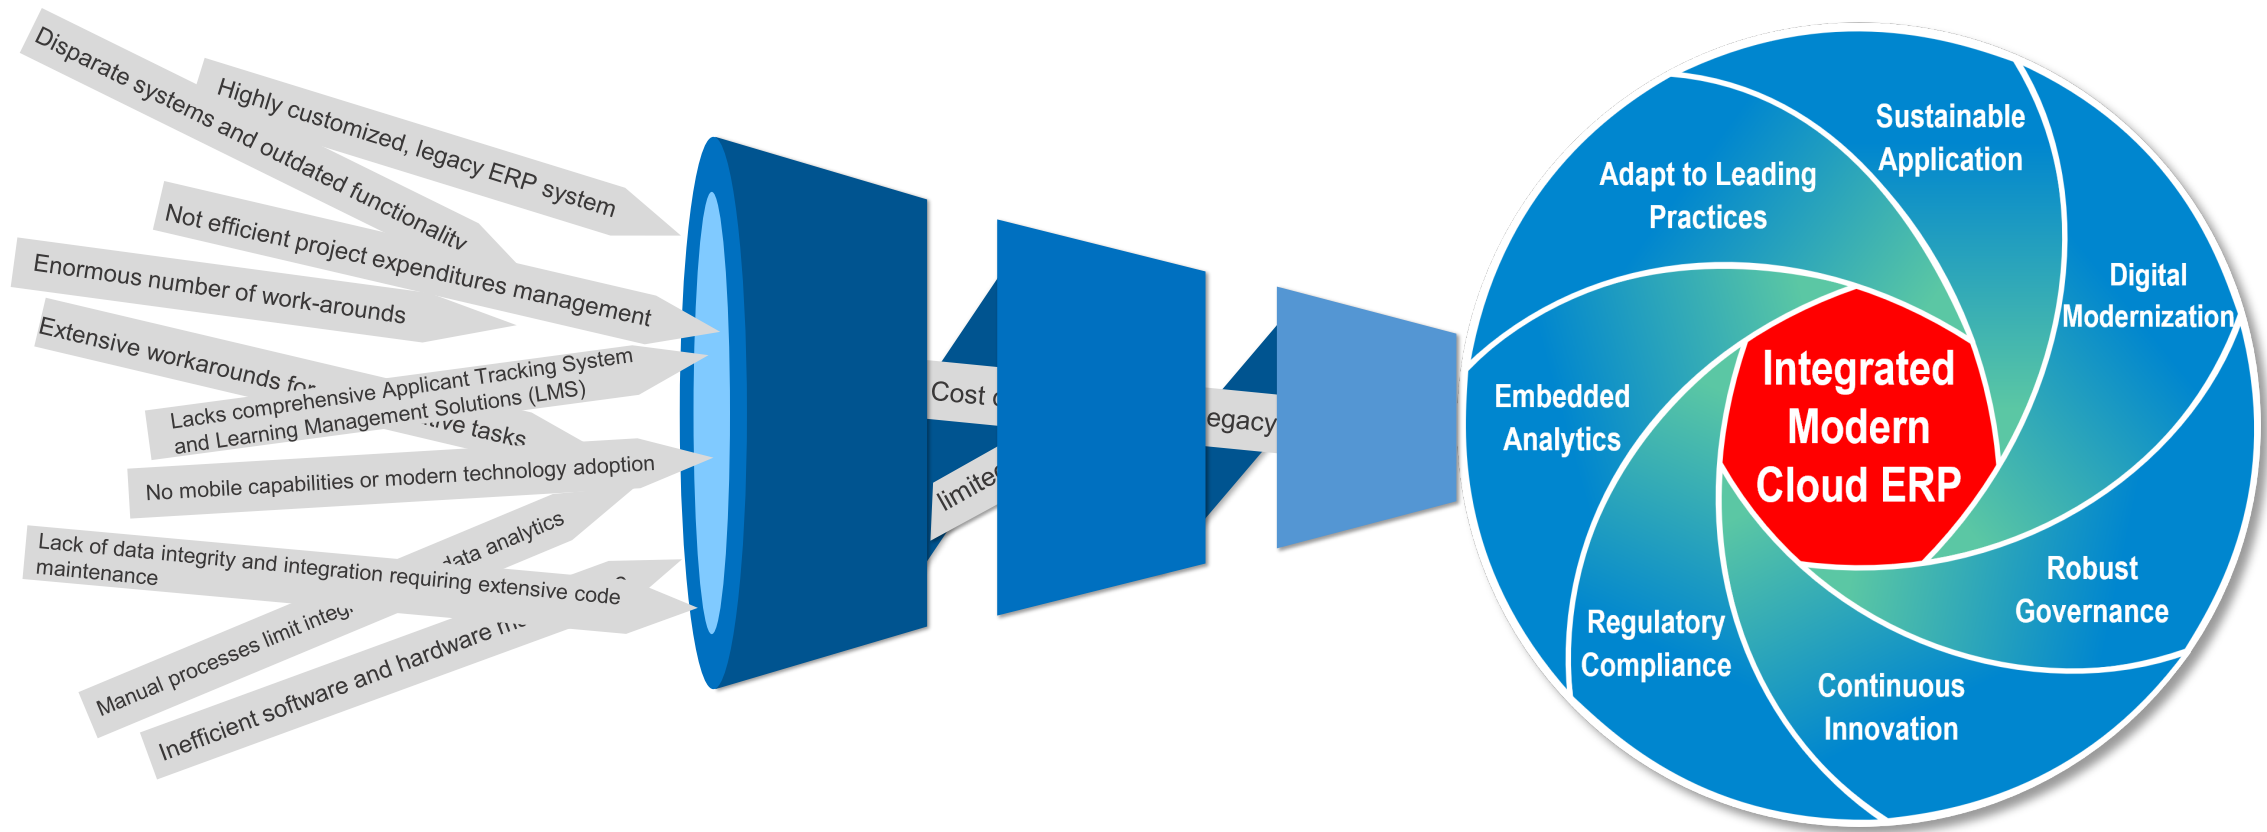 Disparate systems and outdated functionality
Highly customized, legacy ERP system
Not efficient project expenditures management
Enormous number of work-arounds
Extensive workarounds for
tasks
Lacks comprehensive Applicant Tracking System
and Learning Management Solutions (LMS)
No mobile capabilities or modern technology adoption
Lack of data integrity and integration requiring extensive code
maintenance
Manual processes limit
data analytics
Inefficient software and hardware
Cost
limited
Adapt to Leading
Practices
Sustainable
Application
Digital
Modernization
Embedded
Analytics
Integrated
Modern
Cloud ERP
Robust
Governance
Regulatory
Compliance
Continuous
Innovation